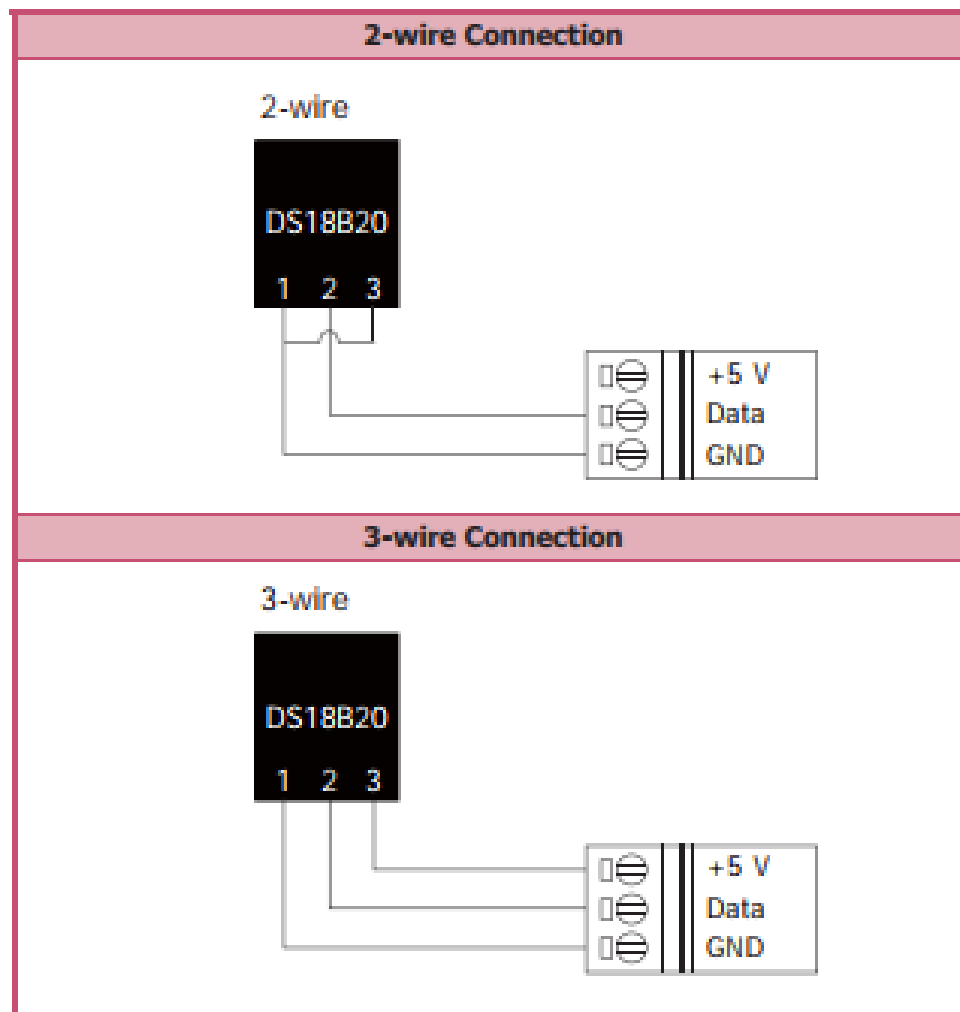 2-wire Connection
2-wire
DS18B20
1 2 3
+5 V
Data
GND
3-wire Connection
3-wire
DS18B20
1 2 3
+5 V
Data
GND